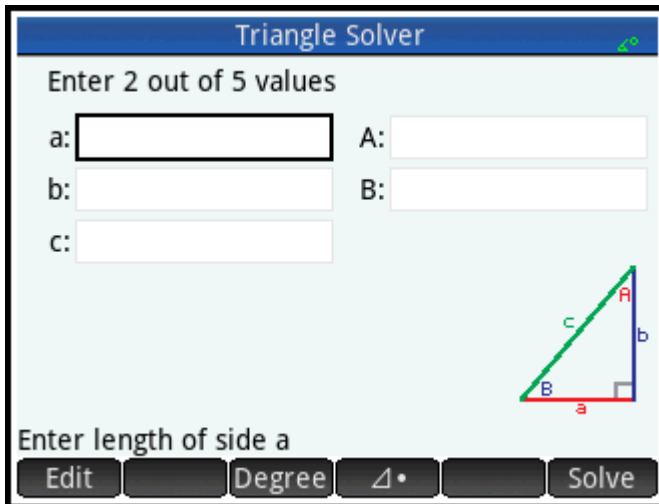 Triangle Solver
Enter 2 out of 5 values
a: A:
b: B:
c:
A
c
b
B
a
Enter length of side a
Edit Degree ⊿• Solve